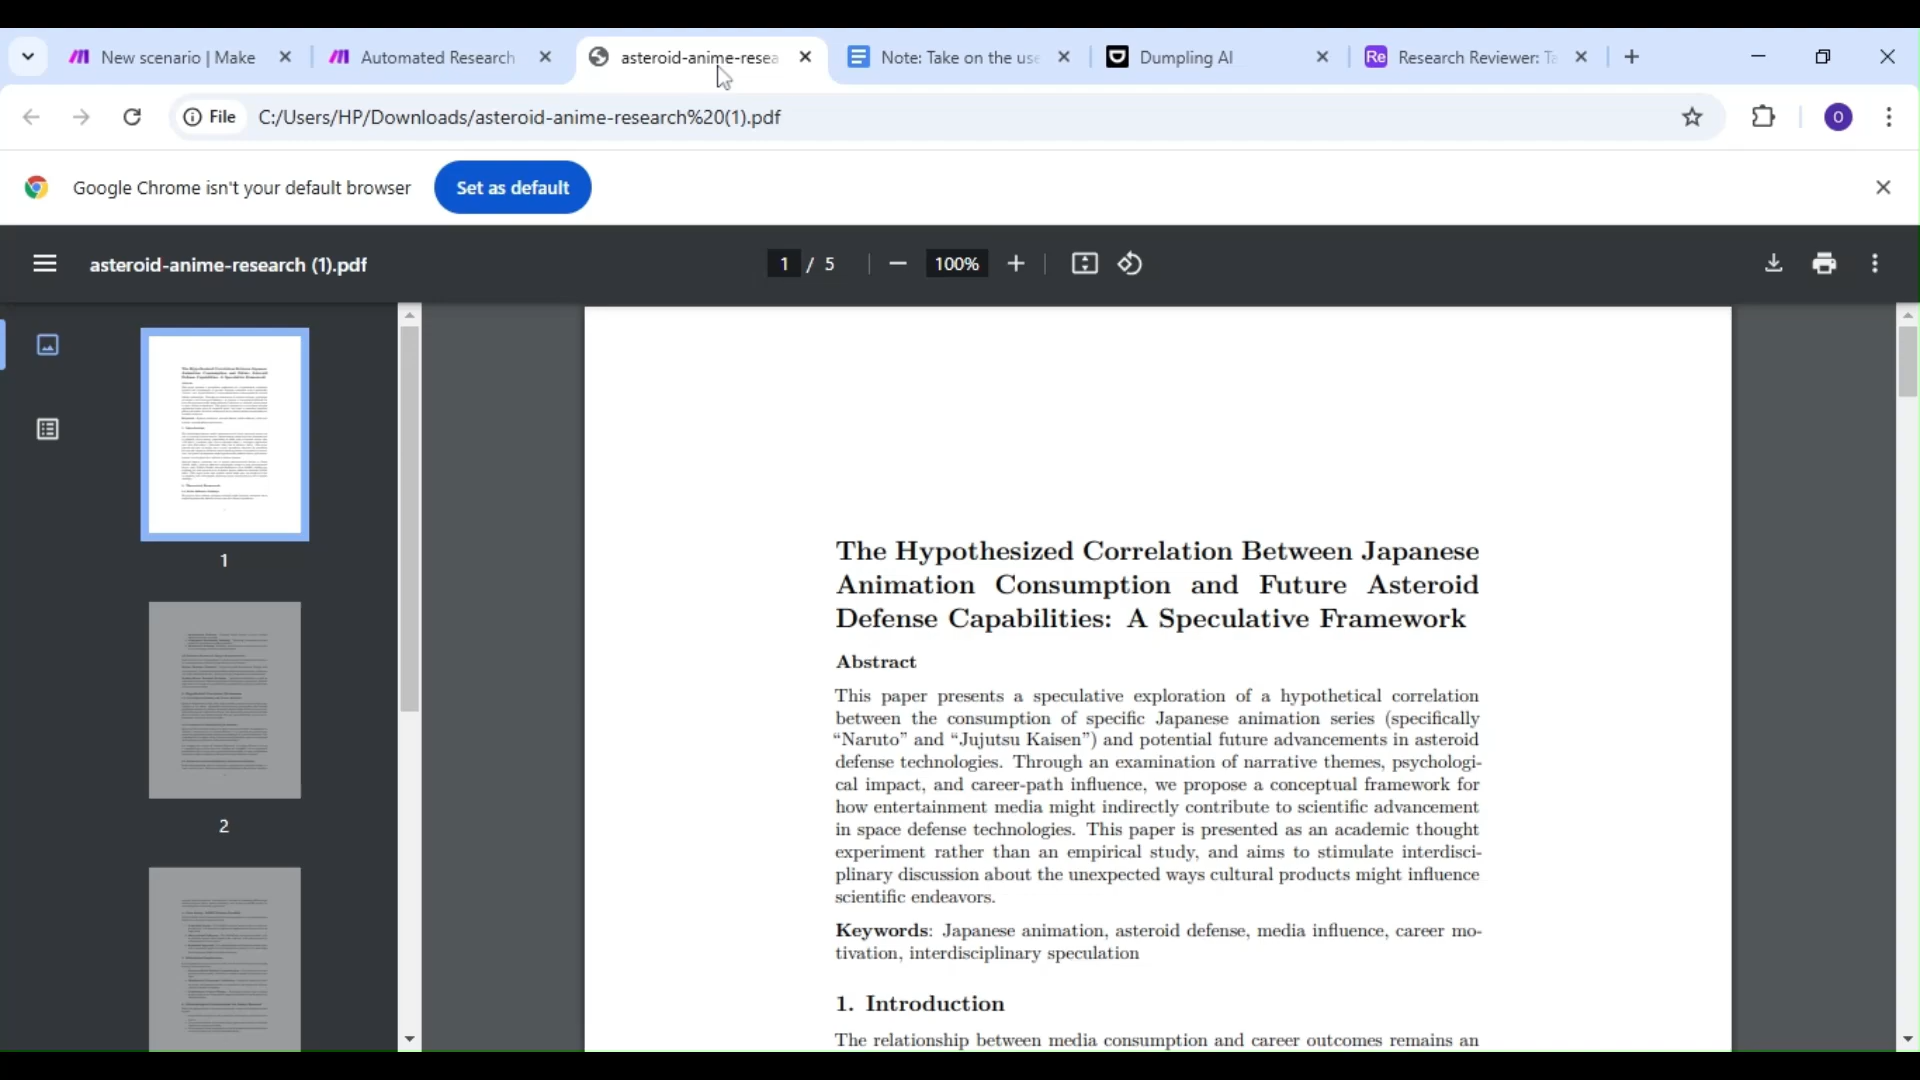 New scenario | Make
Automated Research
asteroid-anime-resea
Note: Take on the use
Dumpling AI
Re
Research Reviewer: Ta
File
C:/Users/HP/Downloads/asteroid-anime-research%20(1).pdf
O
Google Chrome isn't your default browser
Set as default
asteroid-anime-research (1).pdf
1 / 5
100%
1
2
The Hypothesized Correlation Between Japanese
Animation Consumption and Future Asteroid
Defense Capabilities: A Speculative Framework
Abstract
This paper presents a speculative exploration of a hypothetical correlation
between the consumption of specific Japanese animation series (specifically
“Naruto” and “Jujutsu Kaisen”) and potential future advancements in asteroid
defense technologies. Through an examination of narrative themes, psychologi-
cal impact, and career-path influence, we propose a conceptual framework for
how entertainment media might indirectly contribute to scientific advancement
in space defense technologies. This paper is presented as an academic thought
experiment rather than an empirical study, and aims to stimulate interdisci-
plinary discussion about the unexpected ways cultural products might influence
scientific endeavors.
Keywords: Japanese animation, asteroid defense, media influence, career mo-
tivation, interdisciplinary speculation
1. Introduction
The relationship between media consumption and career outcomes remains an